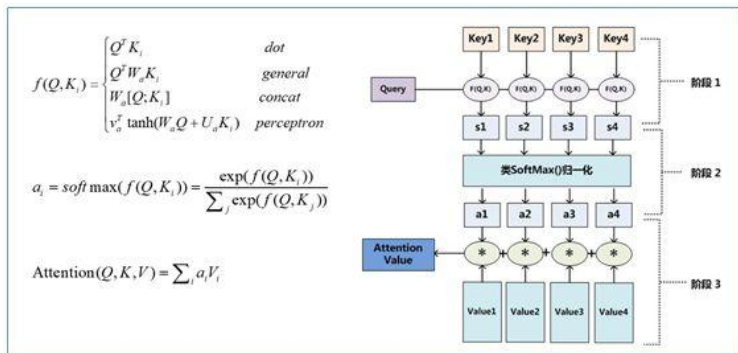 f(Q,K_i) = { Q^T K_i dot
Q^T W_a K_i general
W_a[Q;K_i] concat
v_a^T tanh(W_a Q + U_a K_i) perceptron
a_i = softmax(f(Q,K_i)) = exp(f(Q,K_i)) / ∑_j exp(f(Q,K_j))
Attention(Q,K,V) = ∑_i a_i V_i
Key1 Key2 Key3 Key4
Query F(Q,K) F(Q,K) F(Q,K) F(Q,K) 阶段 1
s1 s2 s3 s4
类SoftMax()归一化 阶段 2
a1 a2 a3 a4
Attention
Value * + * + * + *
阶段 3
Value1 Value2 Value3 Value4